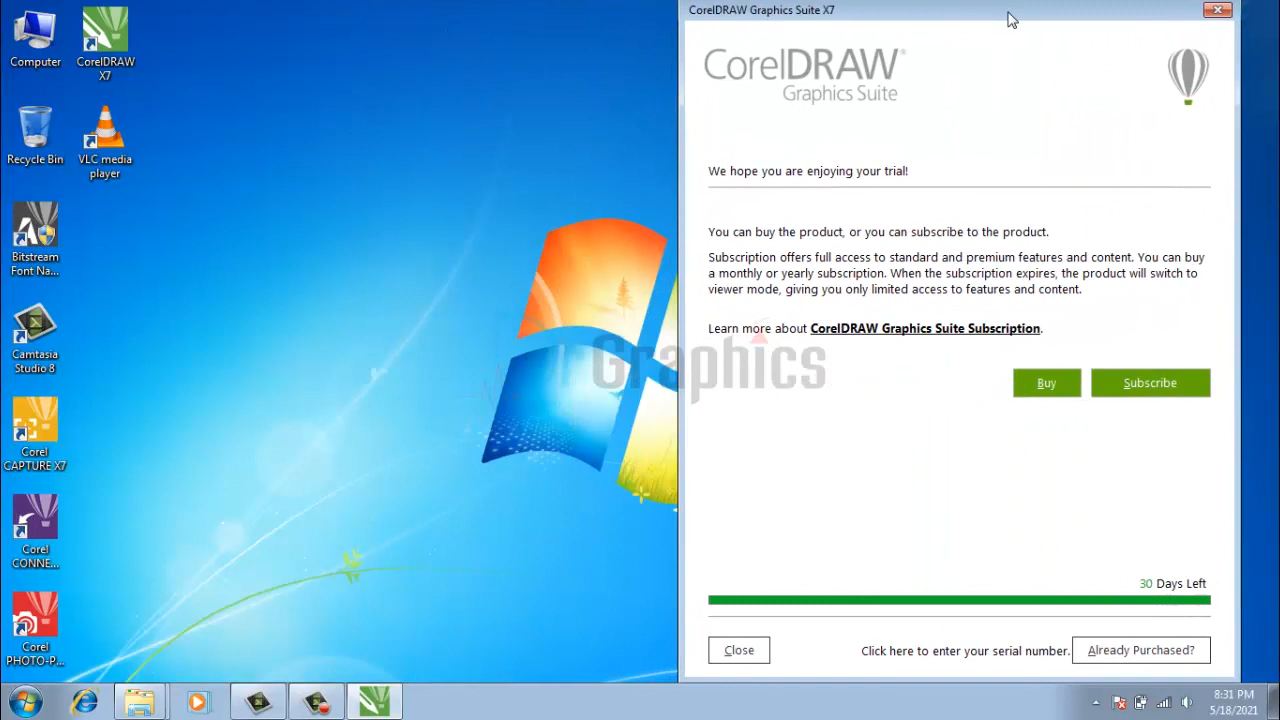 CorelDRAW Graphics Suite X7
Computer
CorelDRAW
X7
Recycle Bin
VLC media
player
Bitstream
Font Na...
Camtasia
Studio 8
Corel
CAPTURE X7
Corel
CONNE...
Corel
PHOTO-P...
CorelDRAW®
Graphics Suite
We hope you are enjoying your trial!
You can buy the product, or you can subscribe to the product.
Subscription offers full access to standard and premium features and content. You can buy
a monthly or yearly subscription. When the subscription expires, the product will switch to
viewer mode, giving you only limited access to features and content.
Learn more about CorelDRAW Graphics Suite Subscription.
Graphics
Buy
Subscribe
30 Days Left
Close
Click here to enter your serial number.
Already Purchased?
8:31 PM
5/18/2021